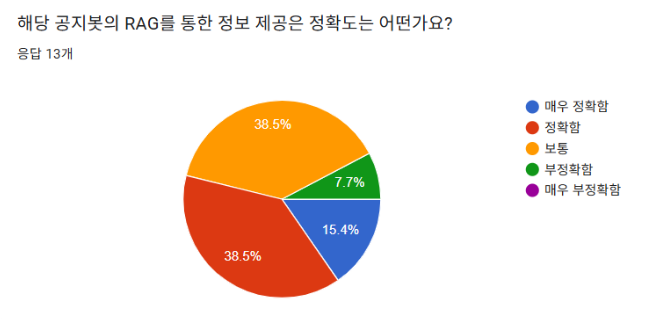 해당 공지봇의 RAG를 통한 정보 제공은 정확도는 어떤가요?
응답 13개
38.5%
7.7%
15.4%
38.5%
매우 정확함
정확함
보통
부정확함
매우 부정확함